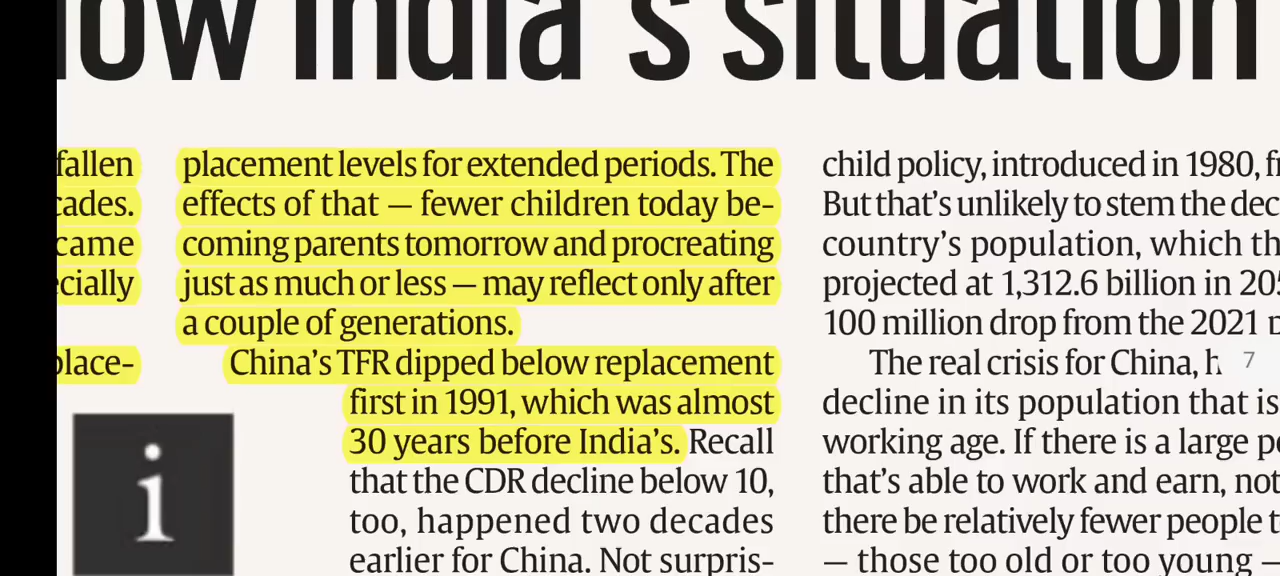 India's situation
fallen
cades.
came
ecially
place-
placement levels for extended periods. The
effects of that — fewer children today be-
coming parents tomorrow and procreating
just as much or less — may reflect only after
a couple of generations.
China's TFR dipped below replacement
first in 1991, which was almost
30 years before India's. Recall
that the CDR decline below 10,
too, happened two decades
earlier for China. Not surpris-
i
child policy, introduced in 1980,
But that's unlikely to stem the dec
country's population, which th
projected at 1,312.6 billion in 205
100 million drop from the 2021
The real crisis for China,
7
decline in its population that is
working age. If there is a large
that's able to work and earn, not
there be relatively fewer people
— those too old or too young —